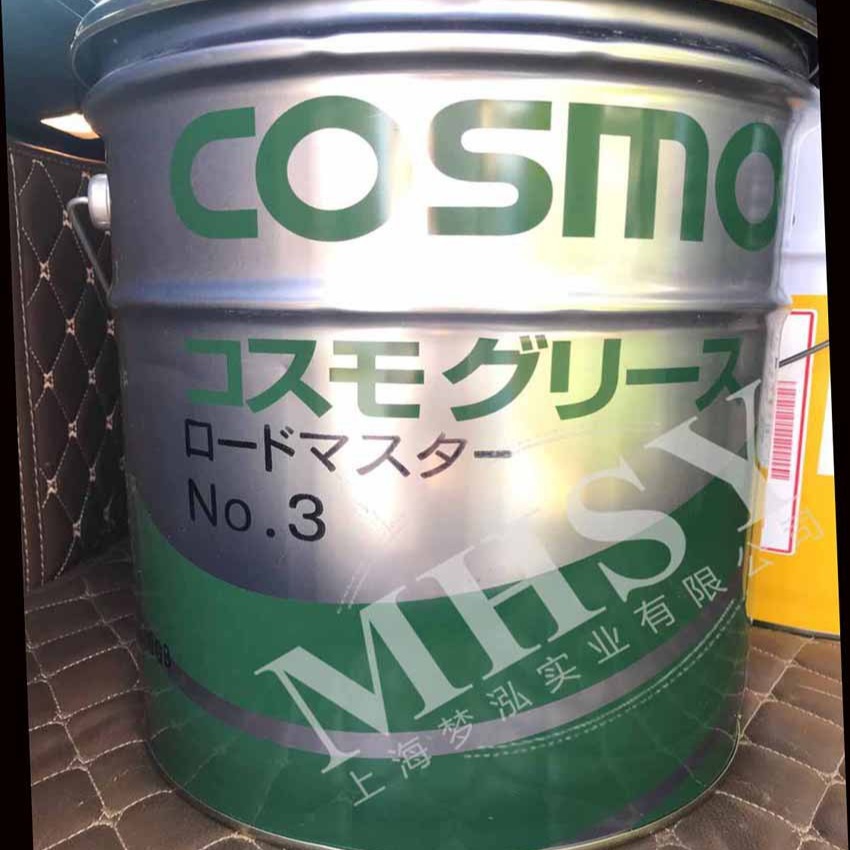 COSMO
コスモグリース
ロードマスター
No.3
MHSY
上海梦泓实业有限公司